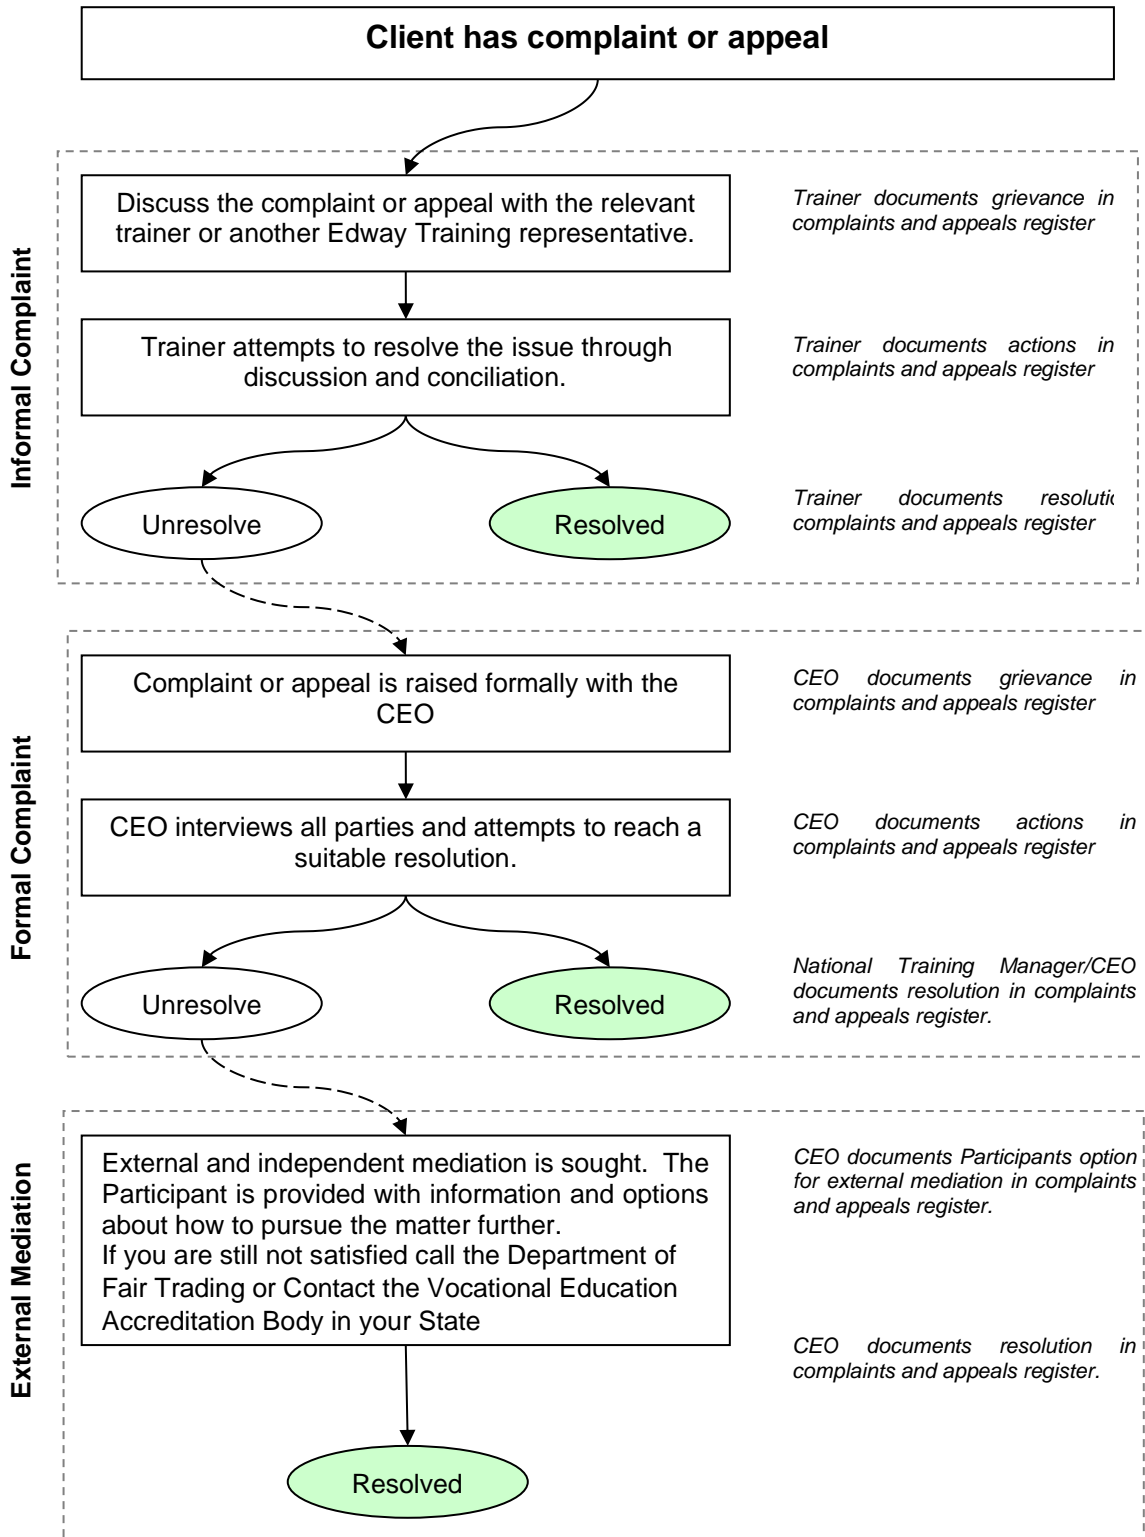 Client has complaint or appeal
Informal Complaint
Discuss the complaint or appeal with the relevant
trainer or another Edway Training representative.
Trainer documents grievance in
complaints and appeals register
Trainer attempts to resolve the issue through
discussion and conciliation.
Trainer documents actions in
complaints and appeals register
Unresolve
Resolved
Trainer documents
complaints and appeals register
Formal Complaint
Complaint or appeal is raised formally with the
CEO
CEO documents grievance in
complaints and appeals register
CEO interviews all parties and attempts to reach a
suitable resolution.
CEO documents actions in
complaints and appeals register
Unresolve
Resolved
National Training Manager/CEO
documents resolution in complaints
and appeals register.
External Mediation
External and independent mediation is sought. The
Participant is provided with information and options
about how to pursue the matter further.
If you are still not satisfied call the Department of
Fair Trading or Contact the Vocational Education
Accreditation Body in your State
CEO documents Participants option
for external mediation in complaints
and appeals register.
CEO documents resolution in
complaints and appeals register.
Resolved